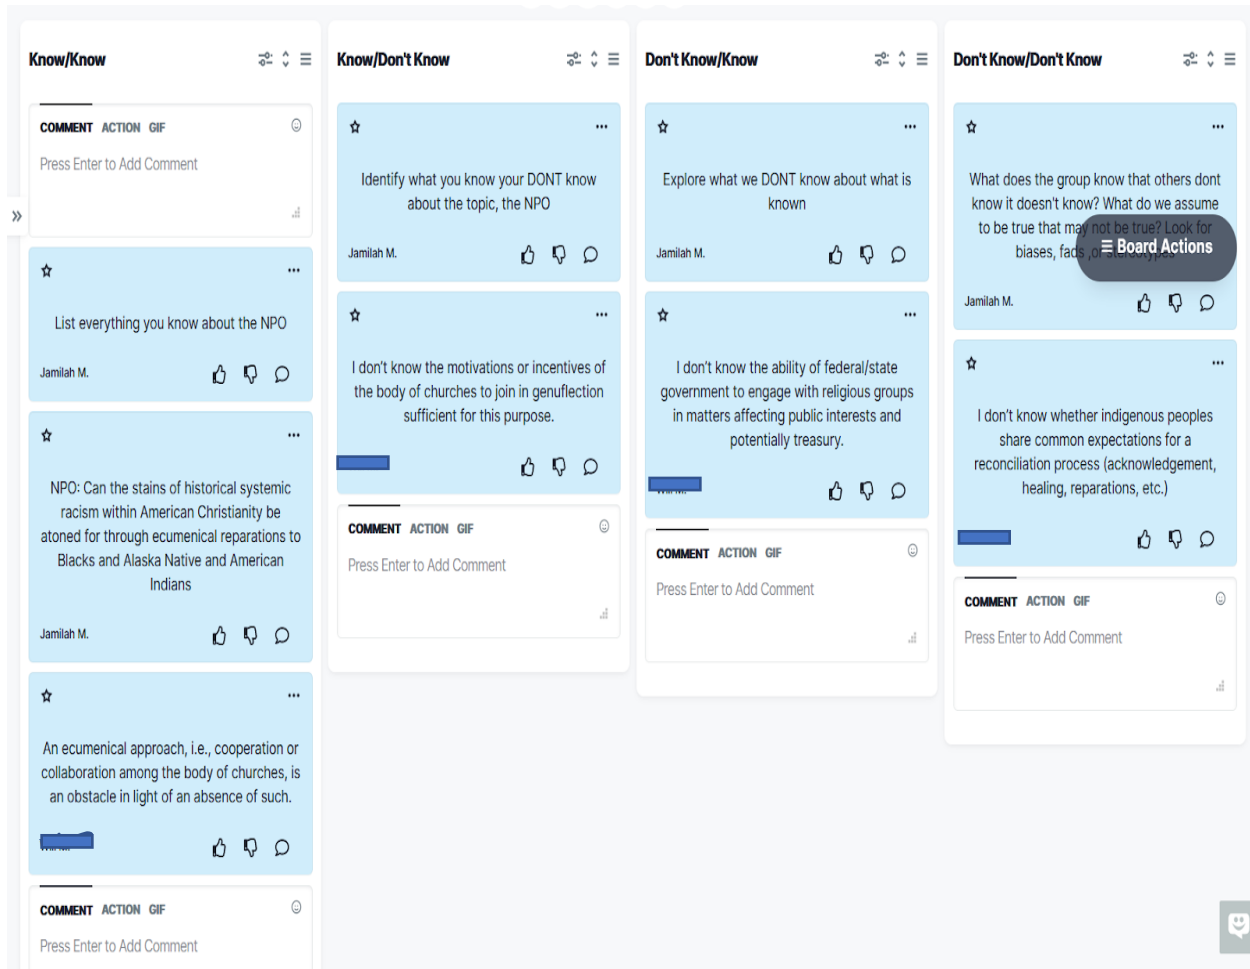 Know/Know
COMMENT ACTION GIF
Press Enter to Add Comment
List everything you know about the NPO
Jamilah M.
NPO: Can the stains of historical systemic
racism within American Christianity be
atoned for through ecumenical reparations to
Blacks and Alaska Native and American
Indians
Jamilah M.
An ecumenical approach, i.e., cooperation or
collaboration among the body of churches, is
an obstacle in light of an absence of such.
COMMENT ACTION GIF
Press Enter to Add Comment
Know/Don't Know
Identify what you know your DONT know
about the topic, the NPO
Jamilah M.
I don't know the motivations or incentives of
the body of churches to join in genuflection
sufficient for this purpose.
COMMENT ACTION GIF
Press Enter to Add Comment
Don't Know/Know
Explore what we DONT know about what is
known
Jamilah M.
I don't know the ability of federal/state
government to engage with religious groups
in matters affecting public interests and
potentially treasury.
COMMENT ACTION GIF
Press Enter to Add Comment
Don't Know/Don't Know
What does the group know that others dont
know it doesn't know? What do we assume
to be true that may not be true? Look for
biases, fads ,or stereotypes
Board Actions
Jamilah M.
I don't know whether indigenous peoples
share common expectations for a
reconciliation process (acknowledgement,
healing, reparations, etc.)
COMMENT ACTION GIF
Press Enter to Add Comment